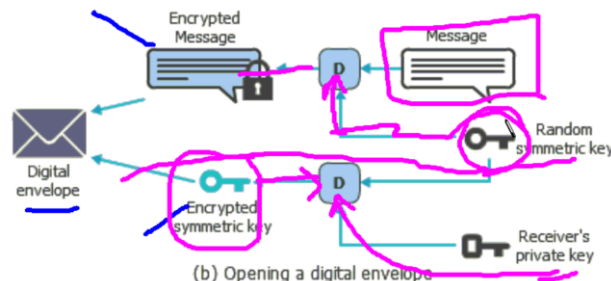 Encrypted
Message
Message
D
Random
symmetric key
Digital
envelope
Encrypted
symmetric key
D
Receiver's
private key
(b) Opening a digital envelope